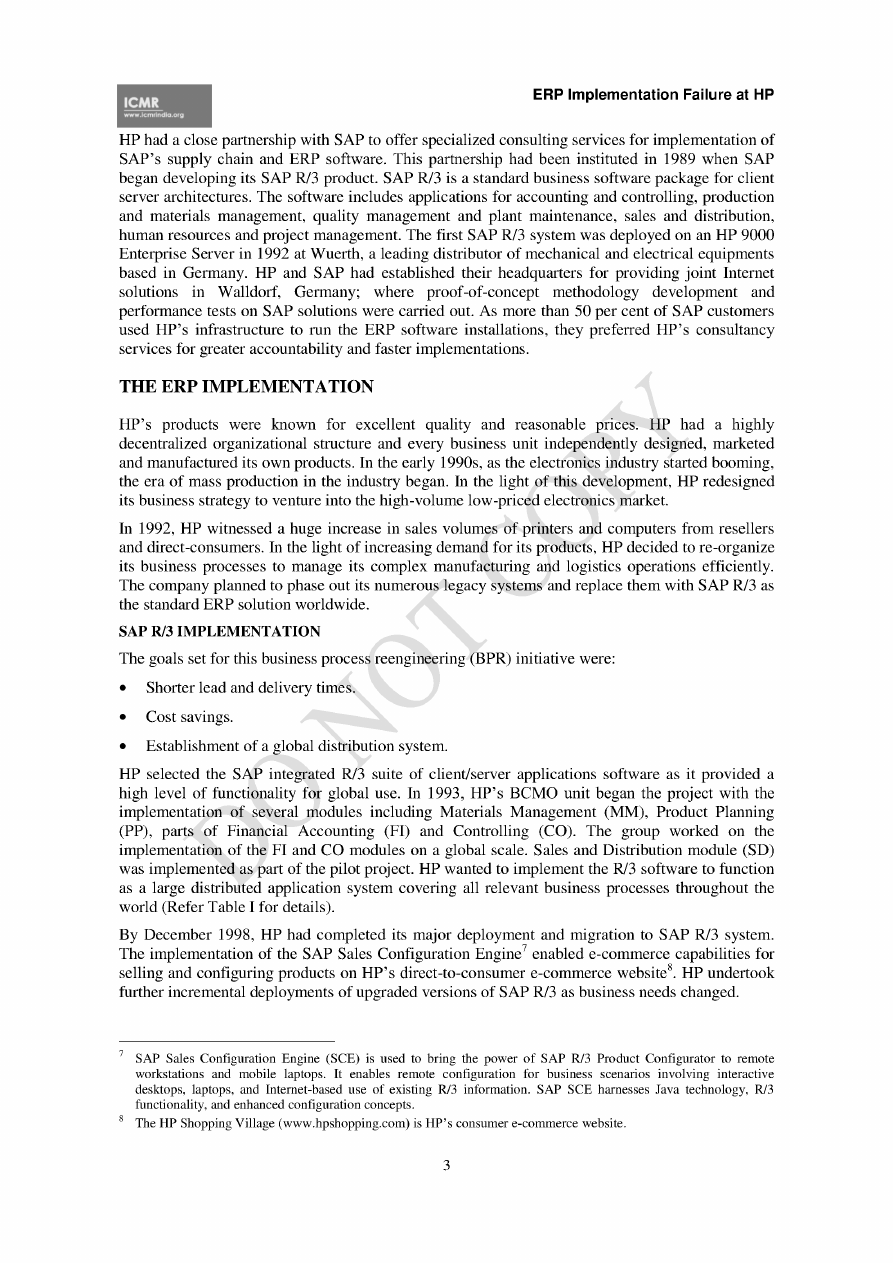 ICMR
www.icmrindia.org
ERP Implementation Failure at HP
HP had a close partnership with SAP to offer specialized consulting services for implementation of
SAP's supply chain and ERP software. This partnership had been instituted in 1989 when SAP
began developing its SAP R/3 product. SAP R/3 is a standard business software package for client
server architectures. The software includes applications for accounting and controlling, production
and materials management, quality management and plant maintenance, sales and distribution,
human resources and project management. The first SAP R/3 system was deployed on an HP 9000
Enterprise Server in 1992 at Wuerth, a leading distributor of mechanical and electrical equipments
based in Germany. HP and SAP had established their headquarters for providing joint Internet
solutions in Walldorf, Germany; where proof-of-concept methodology development and
performance tests on SAP solutions were carried out. As more than 50 per cent of SAP customers
used HP's infrastructure to run the ERP software installations, they preferred HP's consultancy
services for greater accountability and faster implementations.
THE ERP IMPLEMENTATION
HP's products were known for excellent quality and reasonable prices. HP had a highly
decentralized organizational structure and every business unit independently designed, marketed
and manufactured its own products. In the early 1990s, as the electronics industry started booming,
the era of mass production in the industry began. In the light of this development, HP redesigned
its business strategy to venture into the high-volume low-priced electronics market.
In 1992, HP witnessed a huge increase in sales volumes of printers and computers from resellers
and direct-consumers. In the light of increasing demand for its products, HP decided to re-organize
its business processes to manage its complex manufacturing and logistics operations efficiently.
The company planned to phase out its numerous legacy systems and replace them with SAP R/3 as
the standard ERP solution worldwide.
SAP R/3 IMPLEMENTATION
The goals set for this business process reengineering (BPR) initiative were:
• Shorter lead and delivery times.
• Cost savings.
• Establishment of a global distribution system.
HP selected the SAP integrated R/3 suite of client/server applications software as it provided a
high level of functionality for global use. In 1993, HP's BCMO unit began the project with the
implementation of several modules including Materials Management (MM), Product Planning
(PP), parts of Financial Accounting (FI) and Controlling (CO). The group worked on the
implementation of the FI and CO modules on a global scale. Sales and Distribution module (SD)
was implemented as part of the pilot project. HP wanted to implement the R/3 software to function
as a large distributed application system covering all relevant business processes throughout the
world (Refer Table I for details).
By December 1998, HP had completed its major deployment and migration to SAP R/3 system.
The implementation of the SAP Sales Configuration Engine7 enabled e-commerce capabilities for
selling and configuring products on HP's direct-to-consumer e-commerce website8. HP undertook
further incremental deployments of upgraded versions of SAP R/3 as business needs changed.
7 SAP Sales Configuration Engine (SCE) is used to bring the power of SAP R/3 Product Configurator to remote
workstations and mobile laptops. It enables remote configuration for business scenarios involving interactive
desktops, laptops, and Internet-based use of existing R/3 information. SAP SCE harnesses Java technology, R/3
functionality, and enhanced configuration concepts.
8 The HP Shopping Village (www.hpshopping.com) is HP's consumer e-commerce website.
3
DO NOT COPY